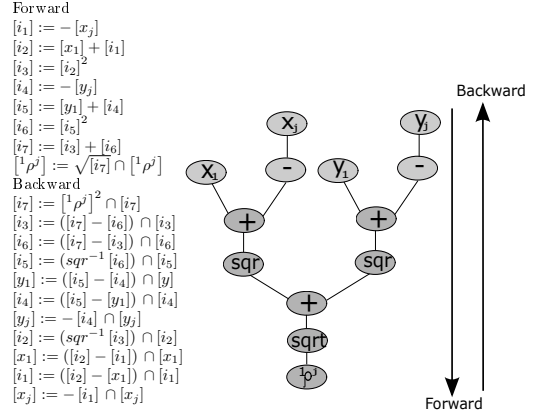 Forward
[i₁] := − [xⱼ]
[i₂] := [x₁] + [i₁]
[i₃] := [i₂]²
[i₄] := − [yⱼ]
[i₅] := [y₁] + [i₄]
[i₆] := [i₅]²
[i₇] := [i₃] + [i₆]
[¹ρʲ] := √[i₇] ∩ [¹ρʲ]
Backward
[i₇] := [¹ρʲ]² ∩ [i₇]
[i₃] := ([i₇] − [i₆]) ∩ [i₃]
[i₆] := ([i₇] − [i₃]) ∩ [i₆]
[i₅] := (sqr⁻¹ [i₆]) ∩ [i₅]
[y₁] := ([i₅] − [i₄]) ∩ [y]
[i₄] := ([i₅] − [y₁]) ∩ [i₄]
[yⱼ] := − [i₄] ∩ [yⱼ]
[i₂] := (sqr⁻¹ [i₃]) ∩ [i₂]
[x₁] := ([i₂] − [i₁]) ∩ [x₁]
[i₁] := ([i₂] − [x₁]) ∩ [i₁]
[xⱼ] := − [i₁] ∩ [xⱼ]
Backward
xⱼ yⱼ
x₁ - y₁ -
+ +
sqr sqr
+
sqrt
¹ρʲ
Forward